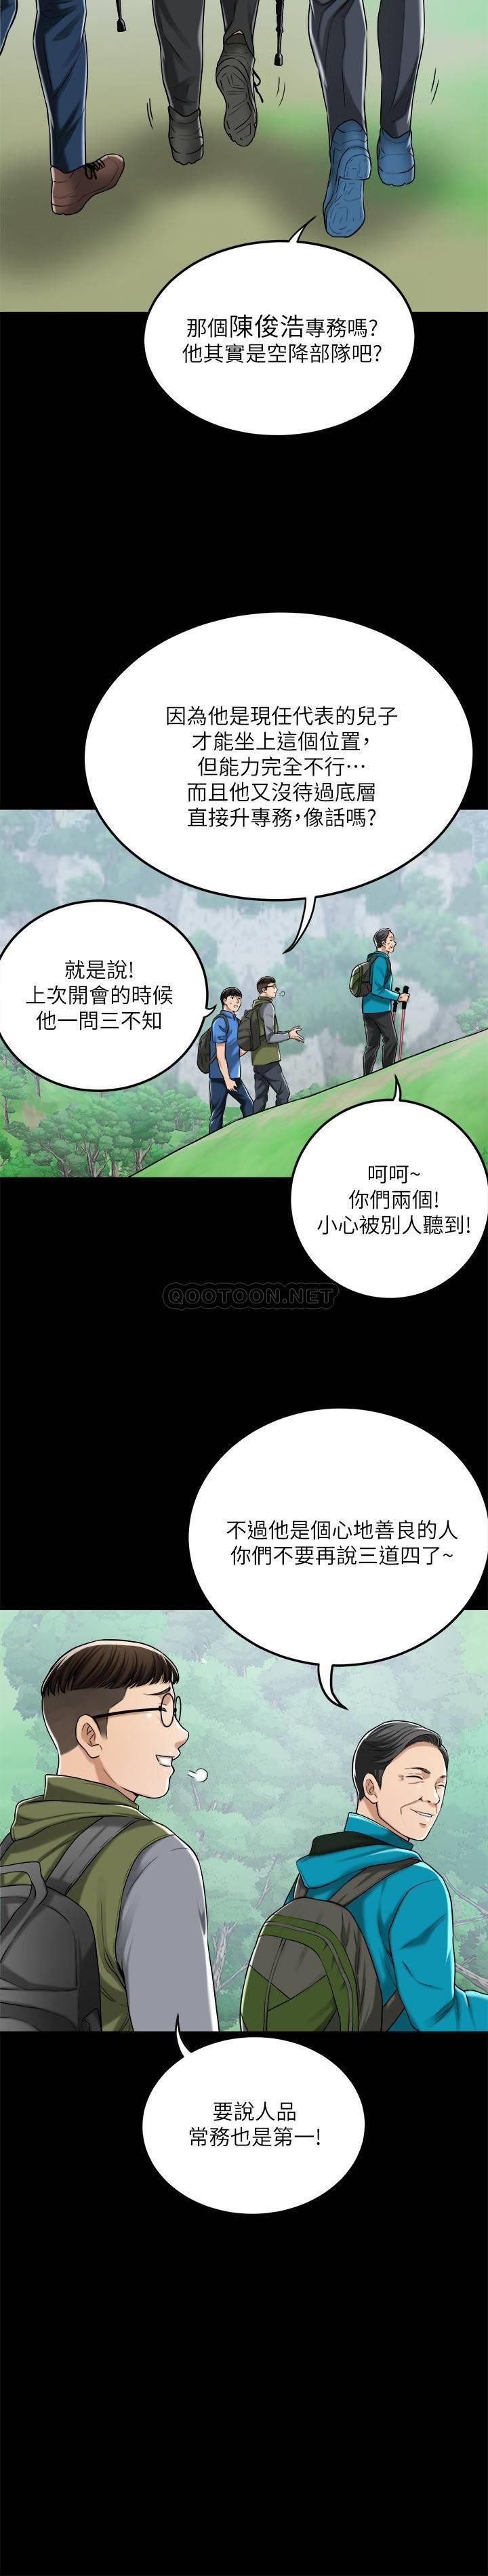 那個陳俊浩專務嗎?
他其實是空降部隊吧?
因為他是現任代表的兒子
才能坐上這個位置,
但能力完全不行…
而且他又沒待過底層
直接升專務,像話嗎?
就是說!
上次開會的時候
他一問三不知
呵呵~
你們兩個!
小心被別人聽到!
QOOTOON.NET
不過他是個心地善良的人
你們不要再說三道四了~
要說人品
常務也是第一!